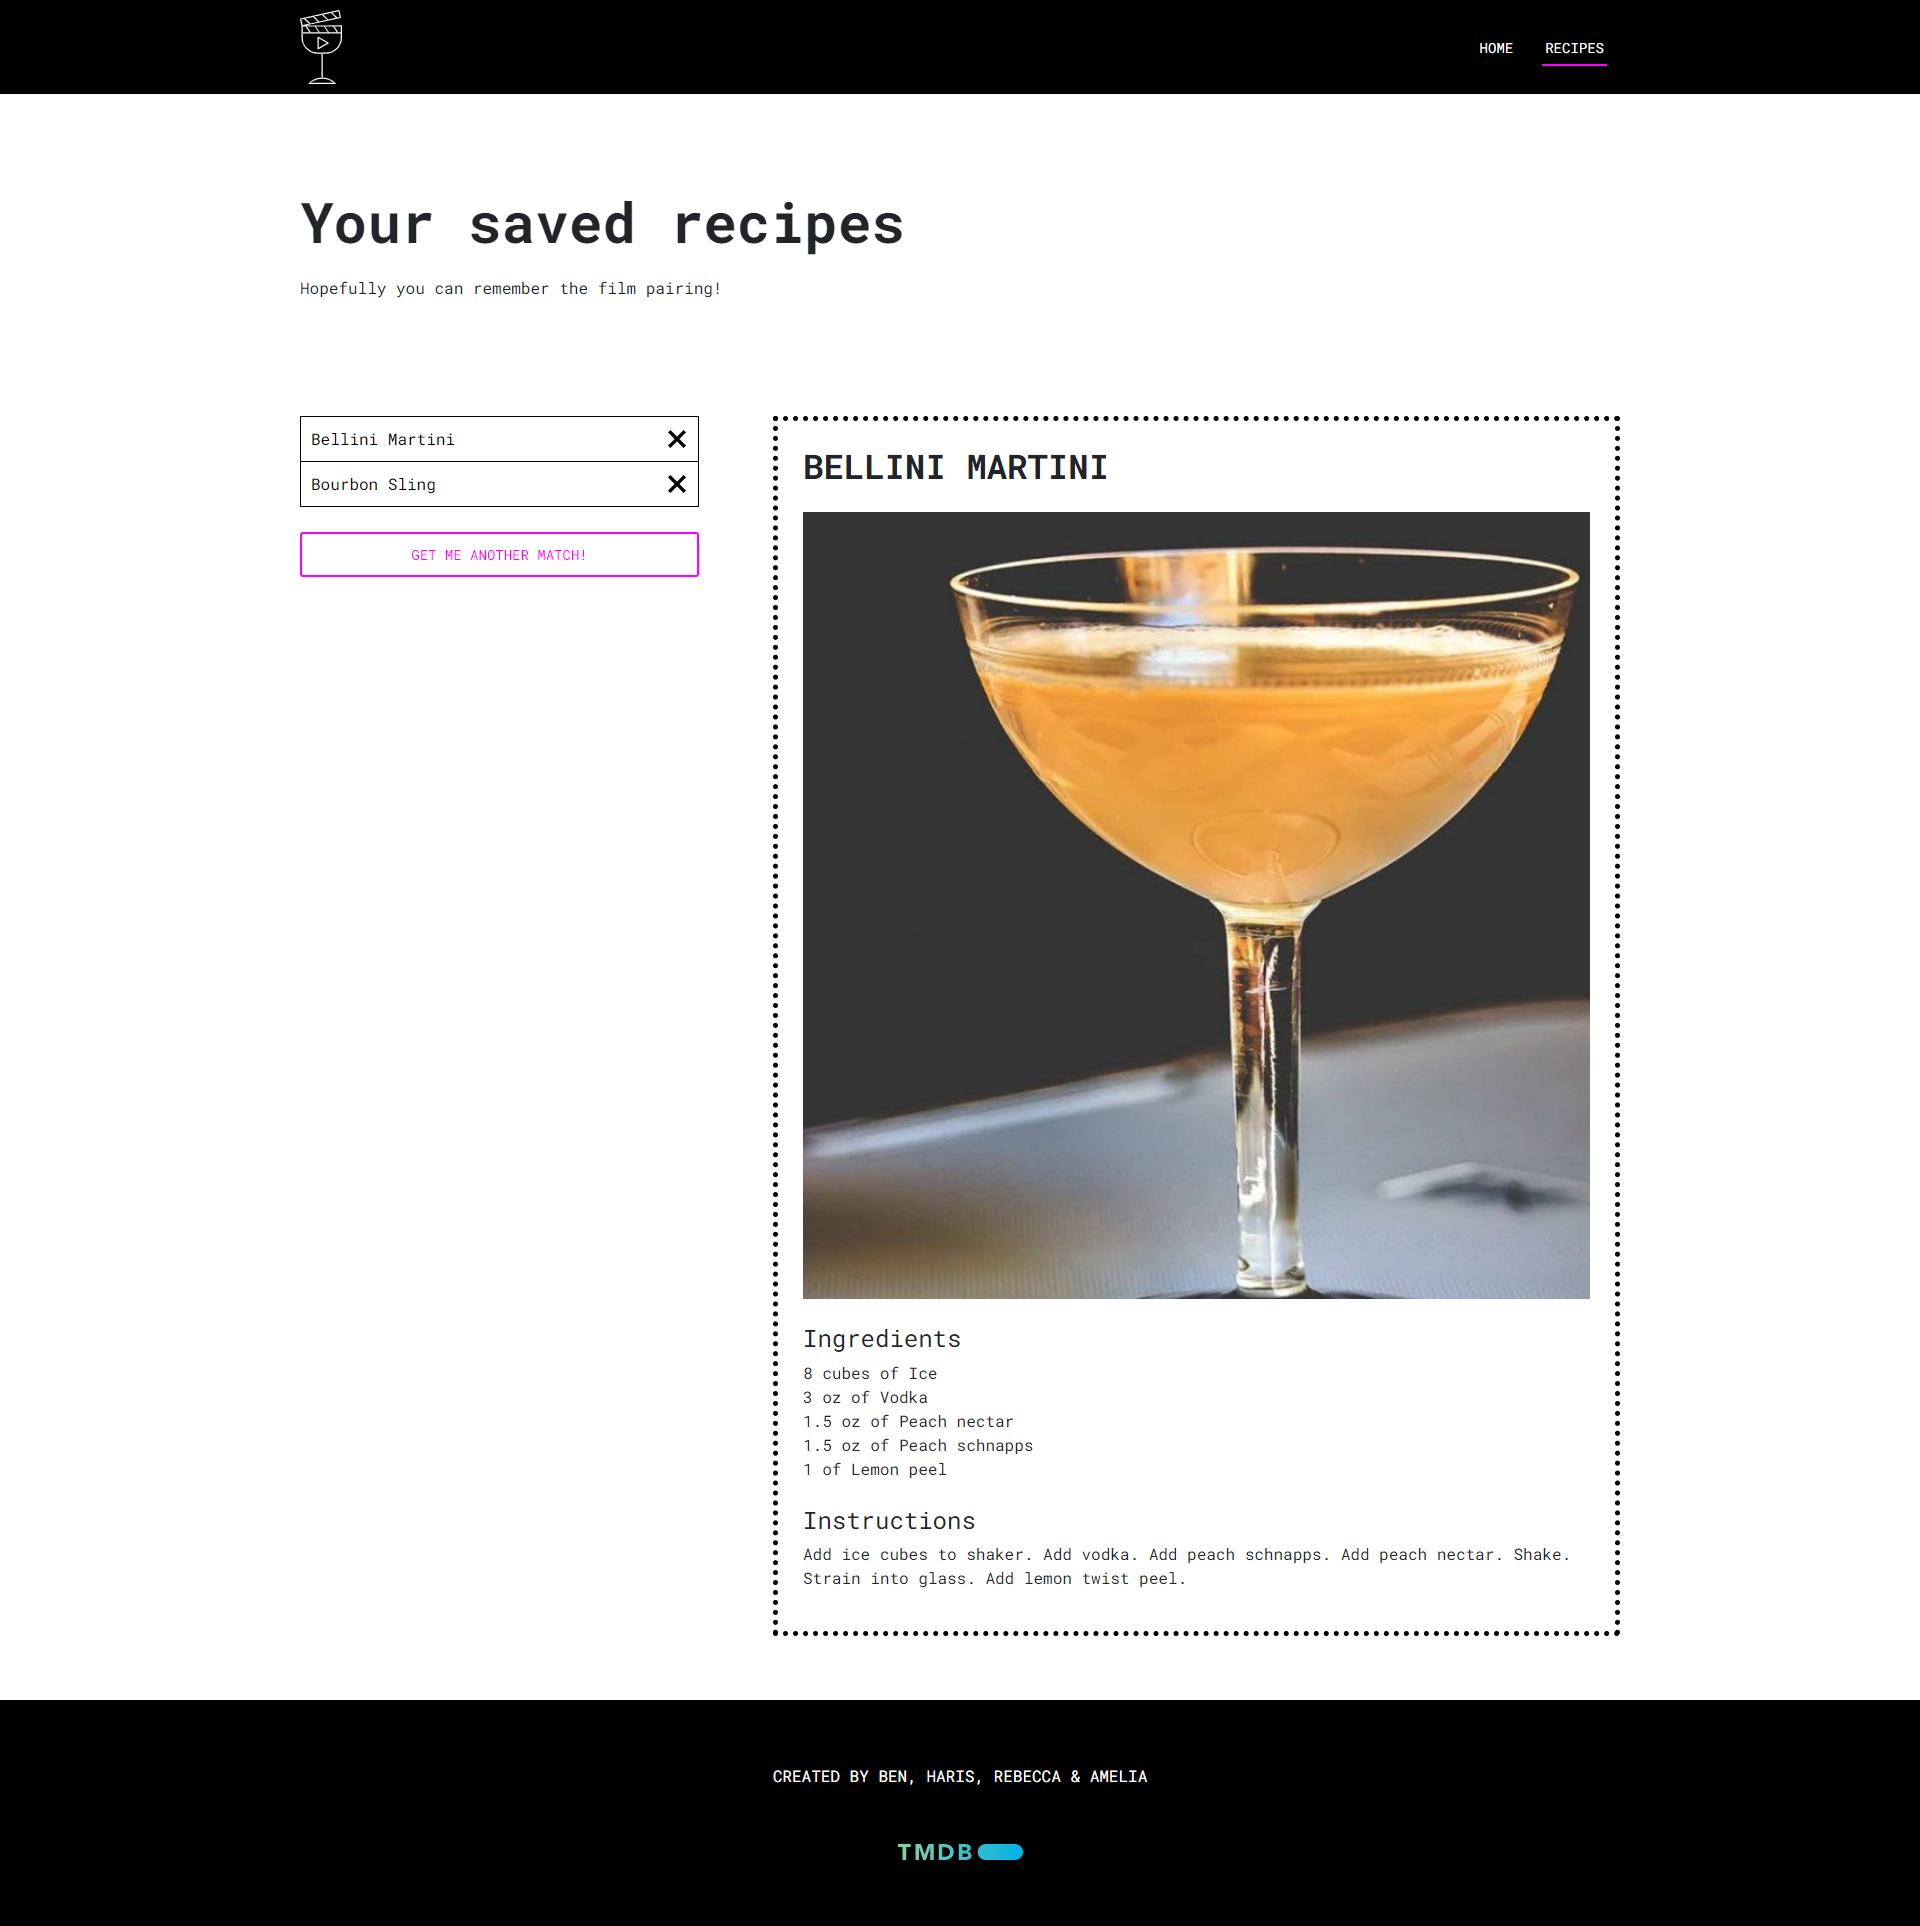 HOME RECIPES
Your saved recipes
Hopefully you can remember the film pairing!
Bellini Martini
Bourbon Sling
GET ME ANOTHER MATCH!
BELLINI MARTINI
Ingredients
8 cubes of Ice
3 oz of Vodka
1.5 oz of Peach nectar
1.5 oz of Peach schnapps
1 of Lemon peel
Instructions
Add ice cubes to shaker. Add vodka. Add peach schnapps. Add peach nectar. Shake.
Strain into glass. Add lemon twist peel.
CREATED BY BEN, HARIS, REBECCA & AMELIA
TMDB